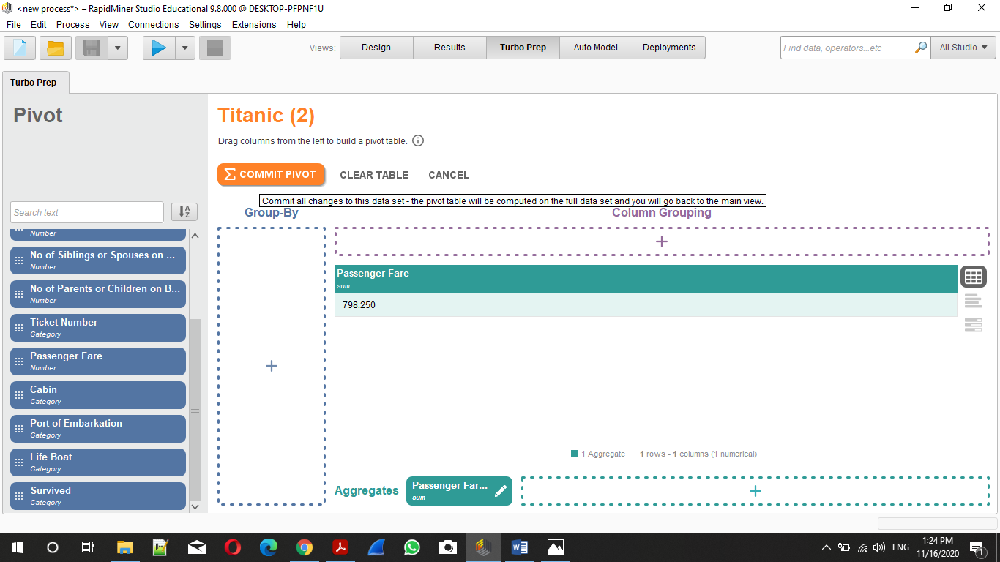 <new process*> – RapidMiner Studio Educational 9.8.000 @ DESKTOP-PFPNF1U
File Edit Process View Connections Settings Extensions Help
Views: Design Results Turbo Prep Auto Model Deployments Find data, operators...etc All Studio
Turbo Prep
Pivot
Titanic (2)
Drag columns from the left to build a pivot table.
COMMIT PIVOT CLEAR TABLE CANCEL
Commit all changes to this data set - the pivot table will be computed on the full data set and you will go back to the main view.
Search text
Group-By
Column Grouping
Number
No of Siblings or Spouses on ...
Number
No of Parents or Children on B...
Number
Ticket Number
Category
Passenger Fare
Number
Cabin
Category
Port of Embarkation
Category
Life Boat
Category
Survived
Category
Passenger Fare
sum
798.250
1 Aggregate 1 rows - 1 columns (1 numerical)
Aggregates
Passenger Far...
sum
ENG
1:24 PM
11/16/2020
1